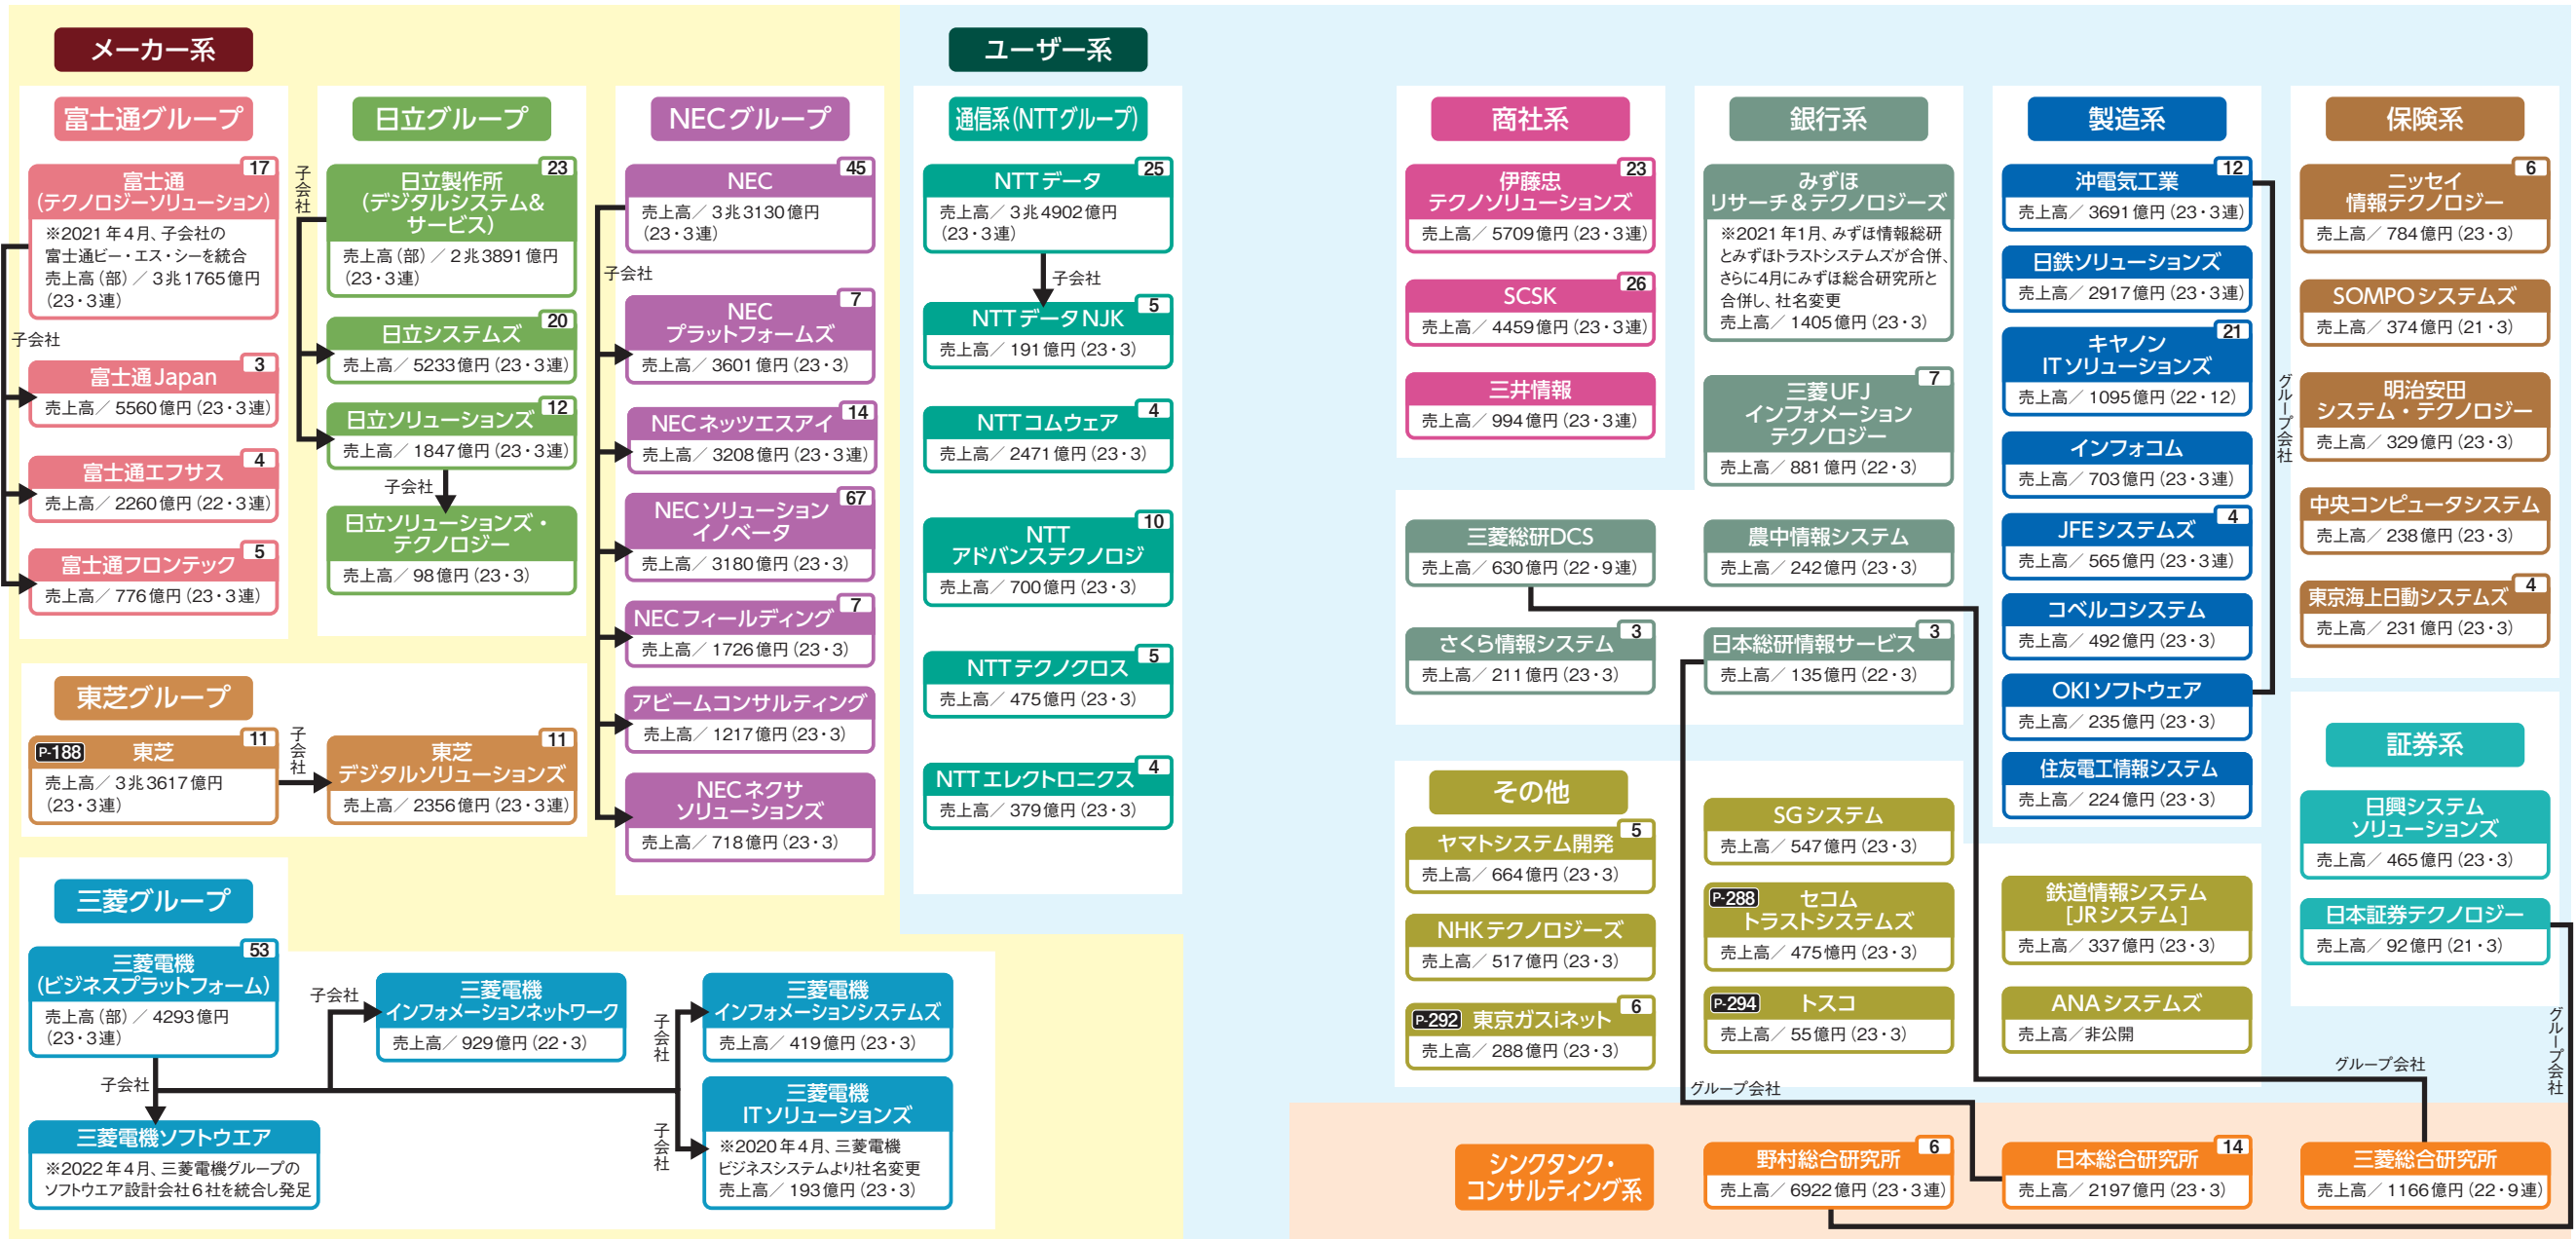 メーカー系
富士通グループ
17
富士通
(テクノロジーソリューション)
※2021年4月、子会社の
富士通ビー・エス・シーを統合
売上高(部)／3兆1765億円
(23・3連)
子会社
3
富士通Japan
売上高／5560億円(23・3連)
4
富士通エフサス
売上高／2260億円(22・3連)
5
富士通フロンテック
売上高／776億円(23・3連)
日立グループ
子会社
23
日立製作所
(デジタルシステム&
サービス)
売上高(部)／2兆3891億円
(23・3連)
20
日立システムズ
売上高／5233億円(23・3連)
12
日立ソリューションズ
売上高／1847億円(23・3連)
子会社
日立ソリューションズ・
テクノロジー
売上高／98億円(23・3)
NECグループ
45
NEC
売上高／3兆3130億円
(23・3連)
子会社
7
NEC
プラットフォームズ
売上高／3601億円(23・3)
14
NECネッツエスアイ
売上高／3208億円(23・3連)
67
NECソリューション
イノベータ
売上高／3180億円(23・3)
7
NECフィールディング
売上高／1726億円(23・3)
アビームコンサルティング
売上高／1217億円(23・3)
NECネクサ
ソリューションズ
売上高／718億円(23・3)
東芝グループ
11
P-188 東芝
売上高／3兆3617億円
(23・3連)
子会社
11
東芝
デジタルソリューションズ
売上高／2356億円(23・3連)
三菱グループ
53
三菱電機
(ビジネスプラットフォーム)
売上高(部)／4293億円
(23・3連)
子会社
三菱電機ソフトウエア
※2022年4月、三菱電機グループの
ソフトウエア設計会社6社を統合し発足
子会社
三菱電機
インフォメーションネットワーク
売上高／929億円(22・3)
子会社
三菱電機
インフォメーションシステムズ
売上高／419億円(23・3)
子会社
三菱電機
ITソリューションズ
※2020年4月、三菱電機
ビジネスシステムより社名変更
売上高／193億円(23・3)
ユーザー系
通信系(NTTグループ)
25
NTTデータ
売上高／3兆4902億円
(23・3連)
子会社
5
NTTデータNJK
売上高／191億円(23・3)
4
NTTコムウェア
売上高／2471億円(23・3)
10
NTT
アドバンステクノロジ
売上高／700億円(23・3)
5
NTTテクノクロス
売上高／475億円(23・3)
4
NTTエレクトロニクス
売上高／379億円(23・3)
商社系
23
伊藤忠
テクノソリューションズ
売上高／5709億円(23・3連)
26
SCSK
売上高／4459億円(23・3連)
三井情報
売上高／994億円(23・3連)
銀行系
みずほ
リサーチ&テクノロジーズ
※2021年1月、みずほ情報総研
とみずほトラストシステムズが合併、
さらに4月にみずほ総合研究所と
合併し、社名変更
売上高／1405億円(23・3)
7
三菱UFJ
インフォメーション
テクノロジー
売上高／881億円(22・3)
三菱総研DCS
売上高／630億円(22・9連)
農中情報システム
売上高／242億円(23・3)
3
さくら情報システム
売上高／211億円(23・3)
3
日本総研情報サービス
売上高／135億円(22・3)
製造系
12
沖電気工業
売上高／3691億円(23・3連)
日鉄ソリューションズ
売上高／2917億円(23・3連)
21
キヤノン
ITソリューションズ
売上高／1095億円(22・12)
インフォコム
売上高／703億円(23・3連)
4
JFEシステムズ
売上高／565億円(23・3連)
コベルコシステム
売上高／492億円(23・3)
OKIソフトウェア
売上高／235億円(23・3)
住友電工情報システム
売上高／224億円(23・3)
グループ会社
保険系
6
ニッセイ
情報テクノロジー
売上高／784億円(23・3)
SOMPOシステムズ
売上高／374億円(21・3)
明治安田
システム・テクノロジー
売上高／329億円(23・3)
中央コンピュータシステム
売上高／238億円(23・3)
4
東京海上日動システムズ
売上高／231億円(23・3)
証券系
日興システム
ソリューションズ
売上高／465億円(23・3)
日本証券テクノロジー
売上高／92億円(21・3)
グループ会社
その他
5
ヤマトシステム開発
売上高／664億円(23・3)
NHKテクノロジーズ
売上高／517億円(23・3)
6
P-292 東京ガスiネット
売上高／288億円(23・3)
SGシステム
売上高／547億円(23・3)
P-288 セコム
トラストシステムズ
売上高／475億円(23・3)
P-294 トスコ
売上高／55億円(23・3)
鉄道情報システム
[JRシステム]
売上高／337億円(23・3)
ANAシステムズ
売上高／非公開
グループ会社
グループ会社
シンクタンク・
コンサルティング系
6
野村総合研究所
売上高／6922億円(23・3連)
14
日本総合研究所
売上高／2197億円(23・3)
三菱総合研究所
売上高／1166億円(22・9連)